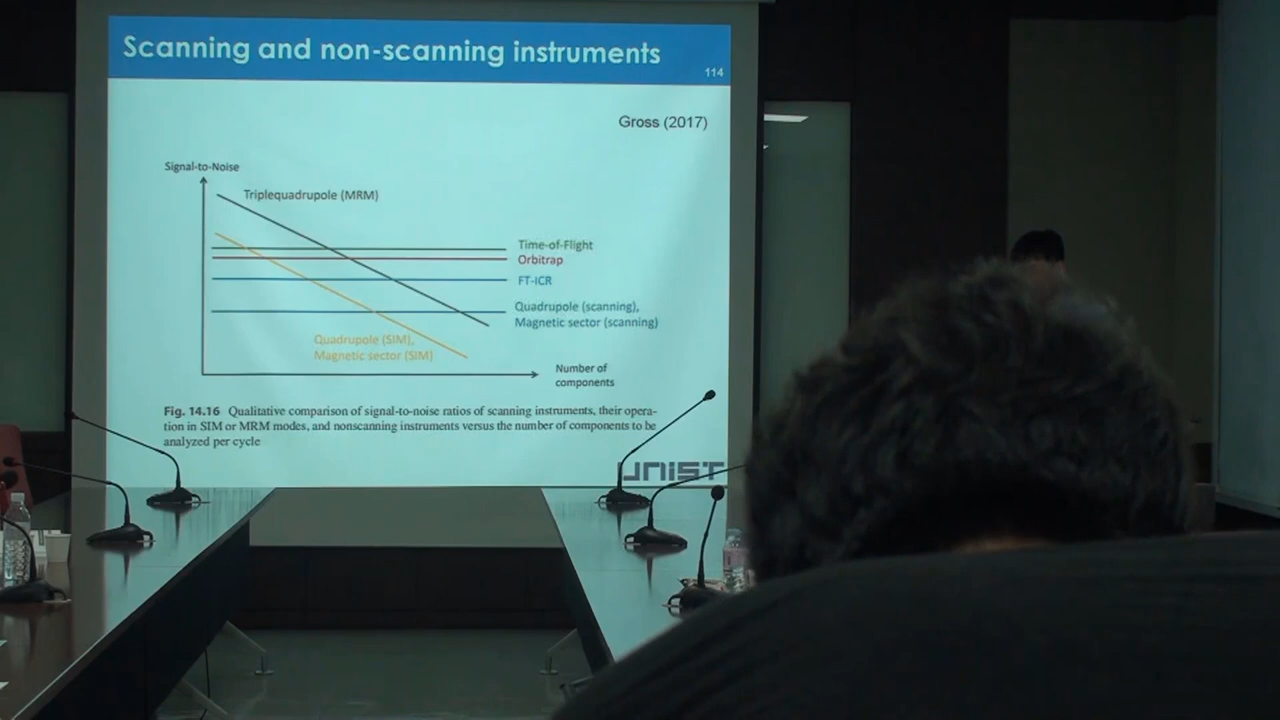 Scanning and non-scanning instruments
114
Gross (2017)
Signal-to-Noise
Triplequadrupole (MRM)
Time-of-Flight
Orbitrap
FT-ICR
Quadrupole (scanning),
Magnetic sector (scanning)
Quadrupole (SIM),
Magnetic sector (SIM)
Number of
components
Fig. 14.16 Qualitative comparison of signal-to-noise ratios of scanning instruments, their opera-
tion in SIM or MRM modes, and nonscanning instruments versus the number of components to be
analyzed per cycle
UNIST